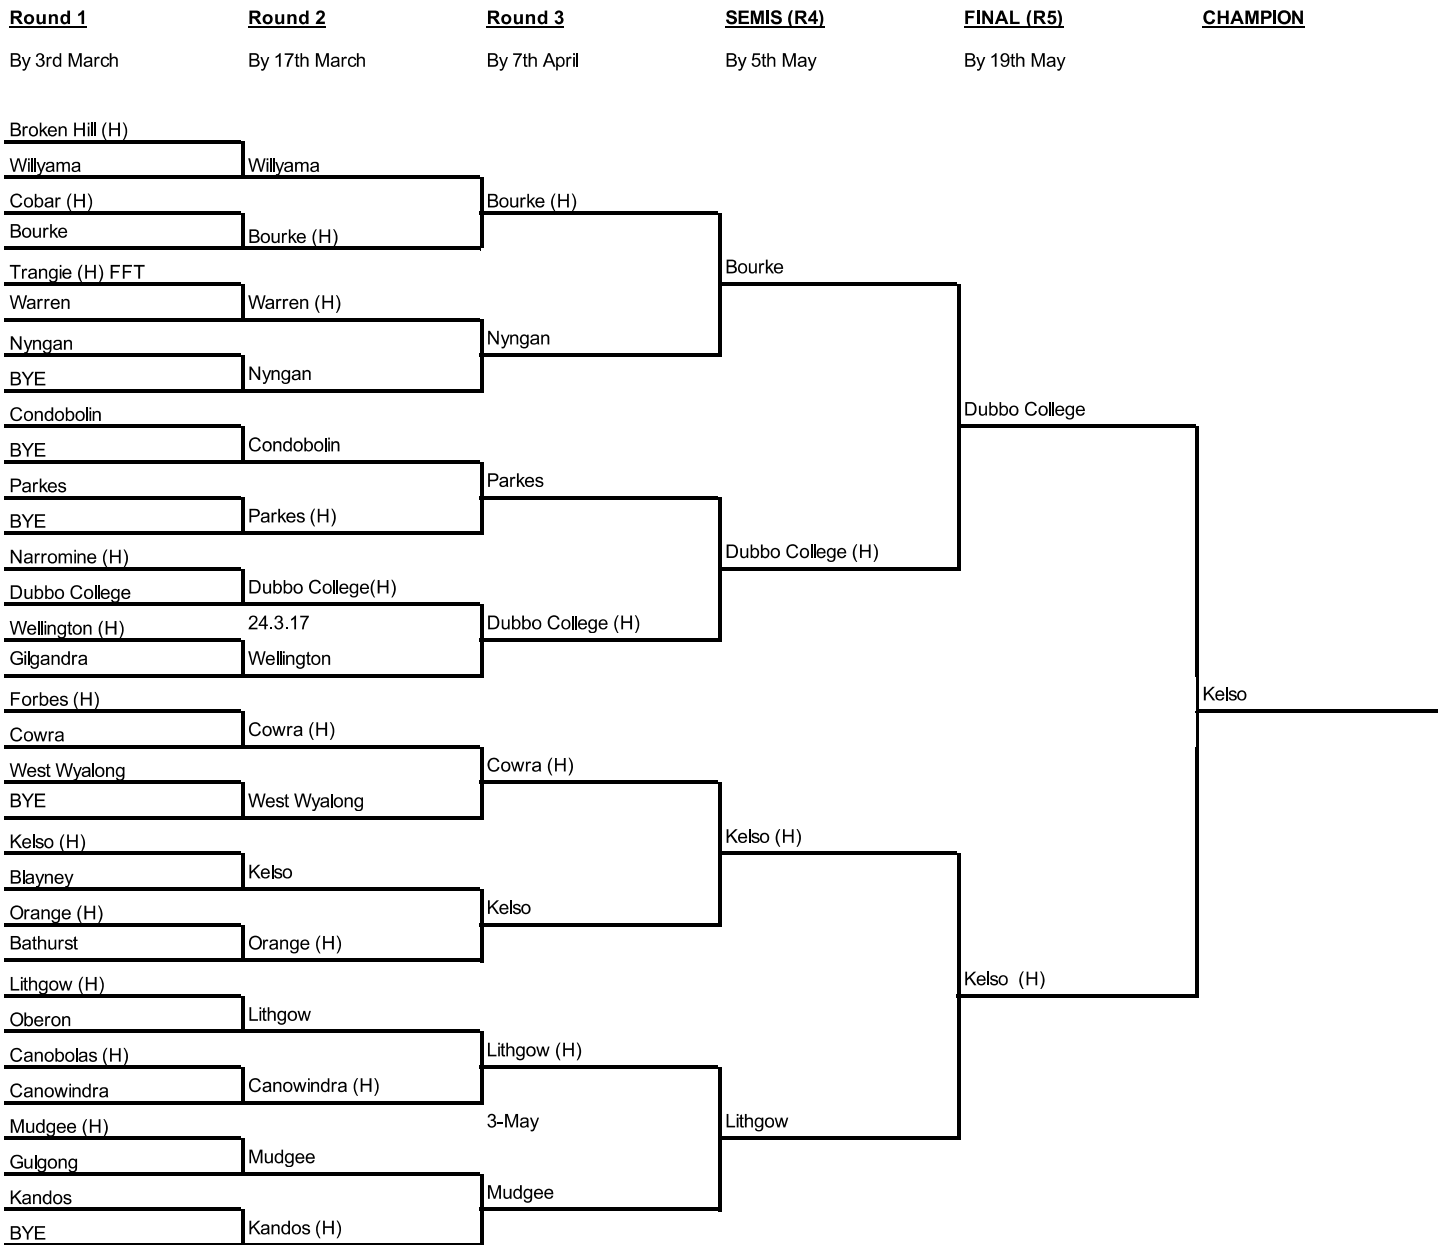 Round 1 Round 2 Round 3 SEMIS (R4) FINAL (R5) CHAMPION
By 3rd March By 17th March By 7th April By 5th May By 19th May
Broken Hill (H)
Willyama Willyama
Cobar (H) Bourke (H)
Bourke Bourke (H)
Trangie (H) FFT Bourke
Warren Warren (H)
Nyngan Nyngan
BYE Nyngan
Condobolin Dubbo College
BYE Condobolin
Parkes Parkes
BYE Parkes (H)
Narromine (H) Dubbo College (H)
Dubbo College Dubbo College(H)
Wellington (H) 24.3.17 Dubbo College (H)
Gilgandra Wellington
Forbes (H) Kelso
Cowra Cowra (H)
West Wyalong Cowra (H)
BYE West Wyalong
Kelso (H) Kelso (H)
Blayney Kelso
Orange (H) Kelso
Bathurst Orange (H)
Lithgow (H) Kelso (H)
Oberon Lithgow
Canobolas (H) Lithgow (H)
Canowindra Canowindra (H)
Mudgee (H) 3-May Lithgow
Gulgong Mudgee
Kandos Mudgee
BYE Kandos (H)